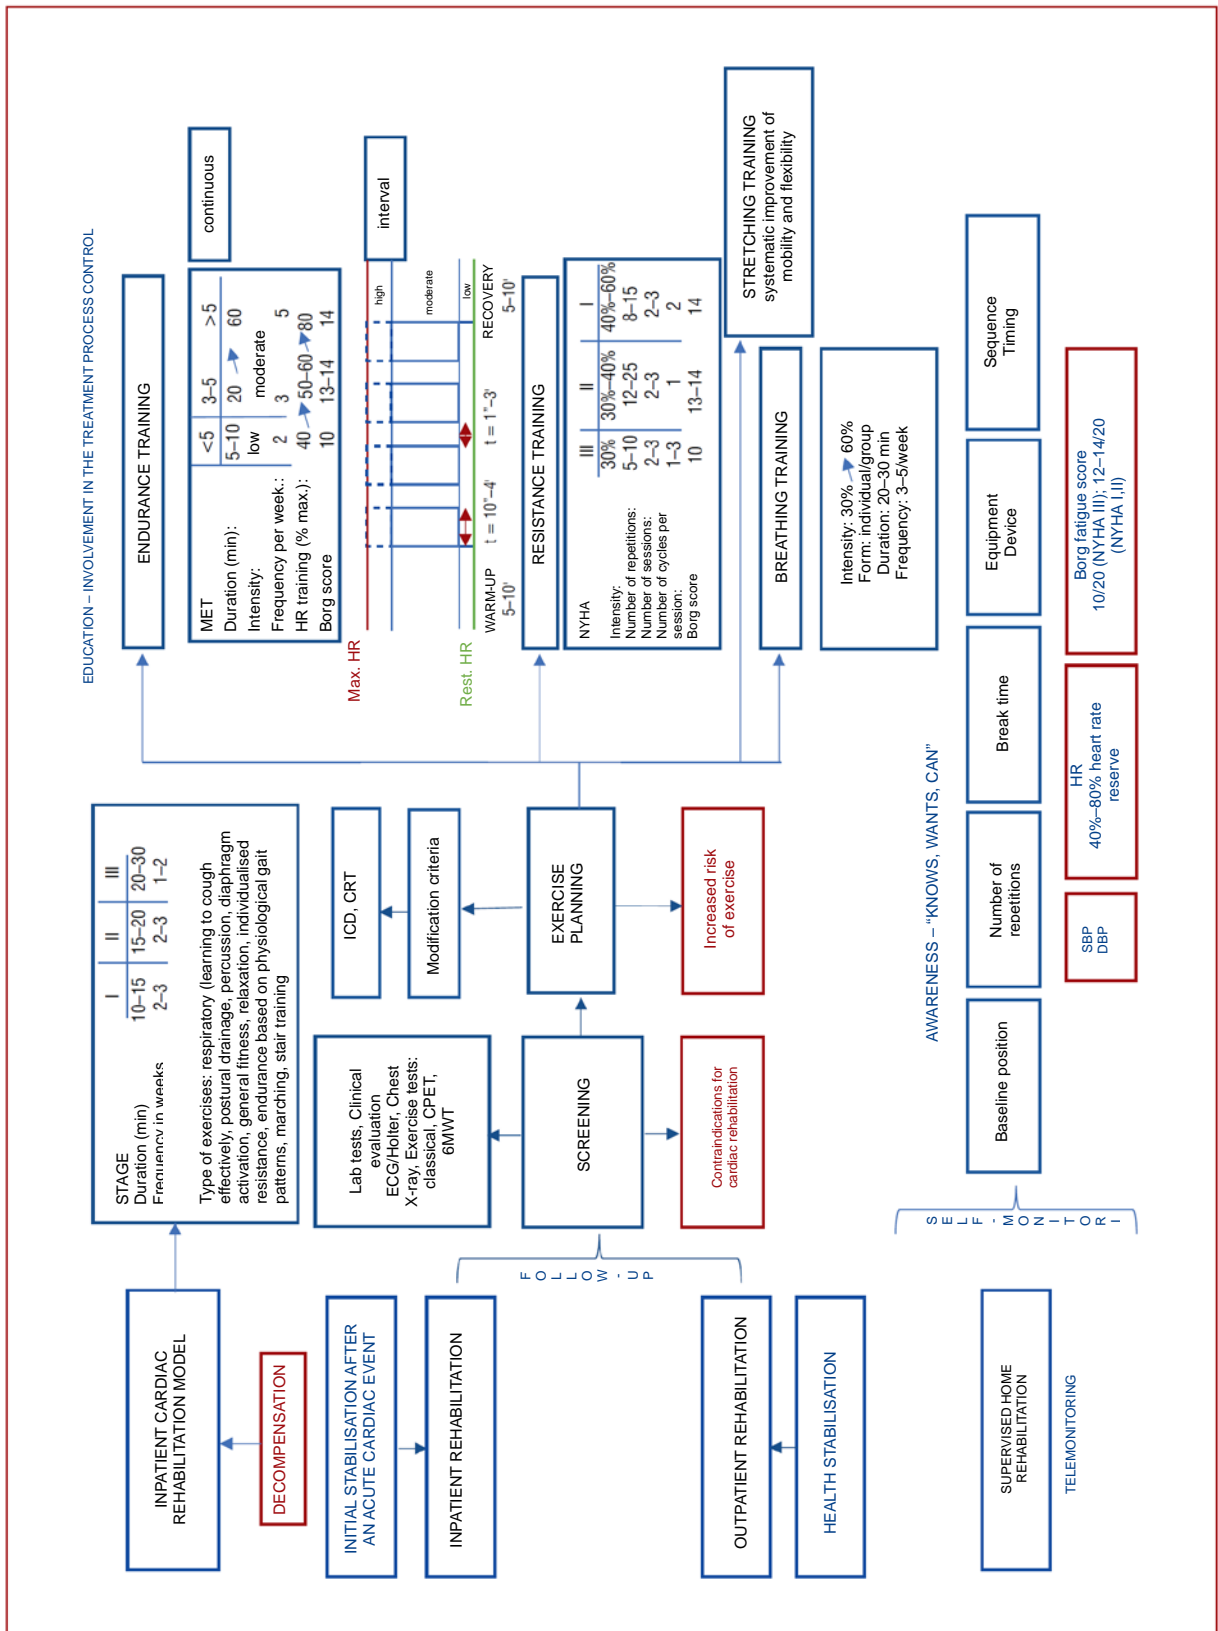 EDUCATION – INVOLVEMENT IN THE TREATMENT PROCESS CONTROL
INPATIENT CARDIAC
REHABILITATION MODEL
DECOMPENSATION
INITIAL STABILISATION AFTER
AN ACUTE CARDIAC EVENT
INPATIENT REHABILITATION
OUTPATIENT REHABILITATION
HEALTH STABILISATION
SUPERVISED HOME
REHABILITATION
TELEMONITORING
STAGE I II III
Duration (min) 10–15 15–20 20–30
Frequency in weeks 2–3 2–3 1–2
Type of exercises: respiratory (learning to cough
effectively, postural drainage, percussion, diaphragm
activation, general fitness, relaxation, individualised
resistance, endurance based on physiological gait
patterns, marching, stair training
FOLLOW-UP
Lab tests, Clinical
evaluation
ECG/Holter, Chest
X-ray, Exercise tests:
classical, CPET,
6MWT
SCREENING
Contraindications for
cardiac rehabilitation
ICD, CRT
Modification criteria
EXERCISE
PLANNING
Increased risk
of exercise
ENDURANCE TRAINING
MET <5 3–5 >5
Duration (min): 5–10 20 60
Intensity: low moderate
Frequency per week.: 2 3 5
HR training (% max.): 40 50–60 80
Borg score 10 13–14 14
continuous
interval
Max. HR
Rest. HR
high
moderate
low
WARM-UP
5–10'
t = 10"–4'
t = 1"–3'
RECOVERY
5–10'
RESISTANCE TRAINING
NYHA III II I
Intensity: 30% 30%–40% 40%–60%
Number of repetitions: 5–10 12–25 8–15
Number of sessions: 2–3 2–3 2–3
Number of cycles per
session: 1–3 1 2
Borg score 10 13–14 14
STRETCHING TRAINING
systematic improvement of
mobility and flexibility
BREATHING TRAINING
Intensity: 30% 60%
Form: individual/group
Duration: 20–30 min
Frequency: 3–5/week
AWARENESS – “KNOWS, WANTS, CAN”
SELF-MONITORI
Baseline position
Number of
repetitions
Break time
Equipment
Device
Sequence
Timing
SBP
DBP
HR
40%–80% heart rate
reserve
Borg fatigue score
10/20 (NYHA III); 12–14/20
(NYHA I,II)